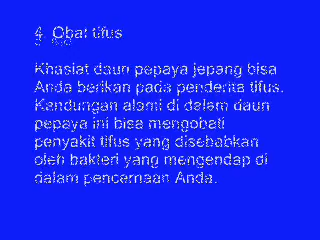 4. Obat tifus
Khasiat daun pepaya jepang bisa
Anda berikan pada penderita tifus.
Kandungan alami di dalam daun
pepaya ini bisa mengobati
penyakit tifus yang disebabkan
oleh bakteri yang mengendap di
dalam pencernaan Anda.